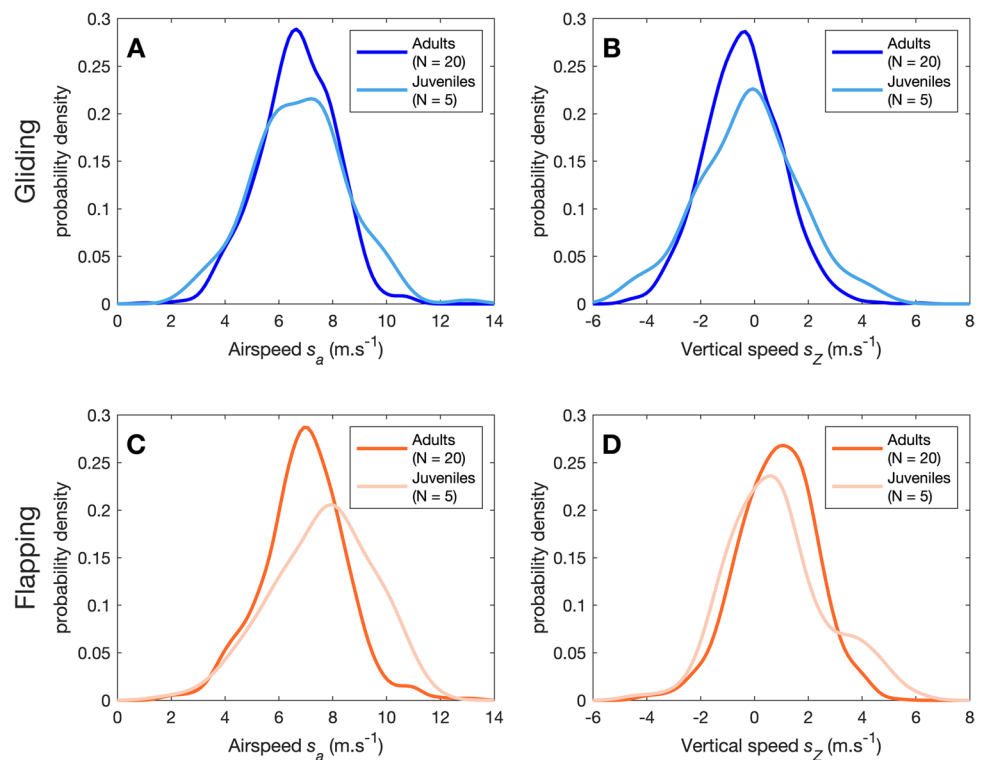 Gliding
A
Adults
(N = 20)
Juveniles
(N = 5)
probability density
0.3
0.25
0.2
0.15
0.1
0.05
0
0 2 4 6 8 10 12 14
Airspeed sₐ (m.s⁻¹)
B
Adults
(N = 20)
Juveniles
(N = 5)
probability density
0.3
0.25
0.2
0.15
0.1
0.05
0
-6 -4 -2 0 2 4 6 8
Vertical speed s_Z (m.s⁻¹)
Flapping
C
Adults
(N = 20)
Juveniles
(N = 5)
probability density
0.3
0.25
0.2
0.15
0.1
0.05
0
0 2 4 6 8 10 12 14
Airspeed sₐ (m.s⁻¹)
D
Adults
(N = 20)
Juveniles
(N = 5)
probability density
0.3
0.25
0.2
0.15
0.1
0.05
0
-6 -4 -2 0 2 4 6 8
Vertical speed s_Z (m.s⁻¹)